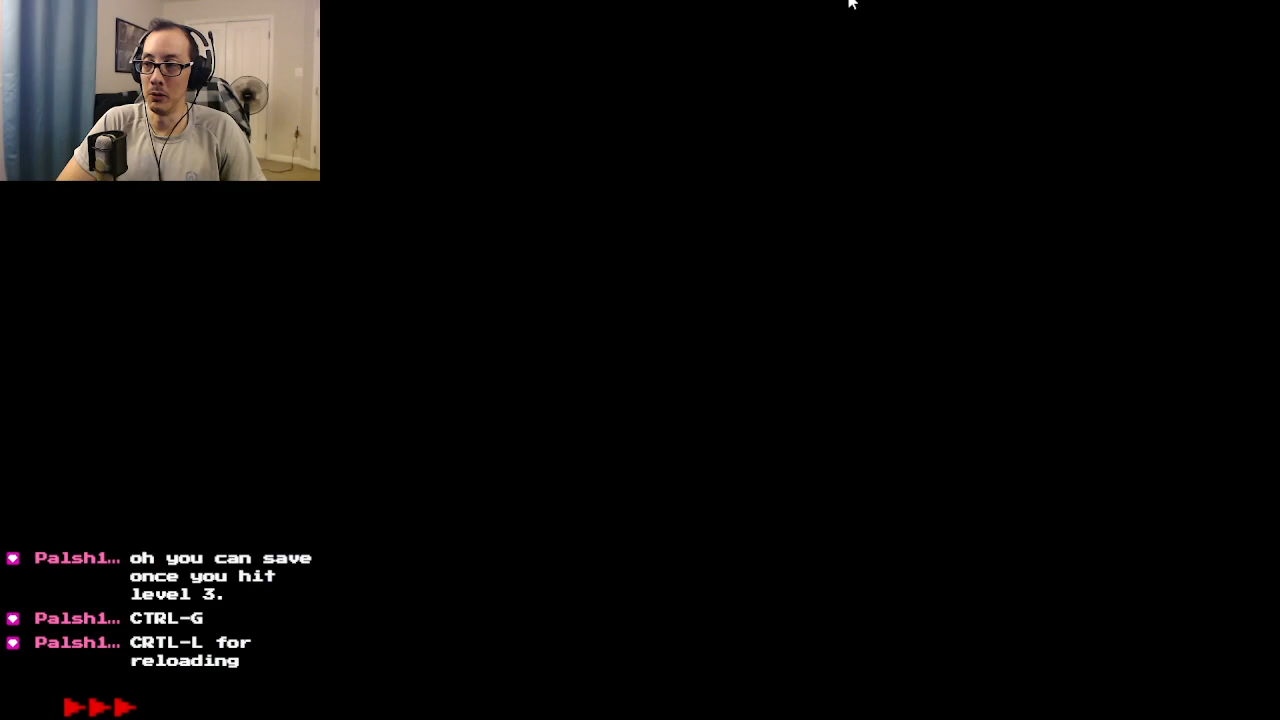 Palsh1… oh you can save
once you hit
level 3.
Palsh1… CTRL-G
Palsh1… CRTL-L for
reloading